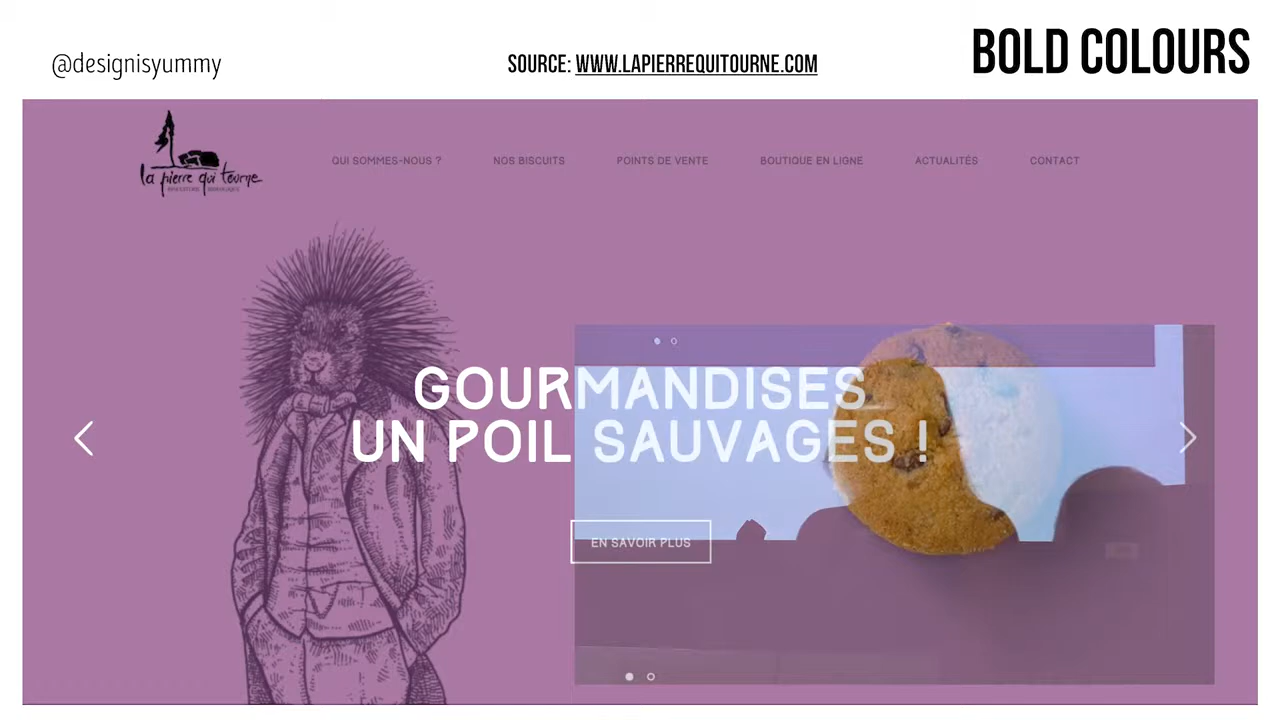 @designisyummy
SOURCE: WWW.LAPIERREQUITOURNE.COM
BOLD COLOURS
la pierre qui tourne
QUI SOMMES-NOUS ?
NOS BISCUITS
POINTS DE VENTE
BOUTIQUE EN LIGNE
ACTUALITÉS
CONTACT
GOURMANDISES
UN POIL SAUVAGES !
EN SAVOIR PLUS